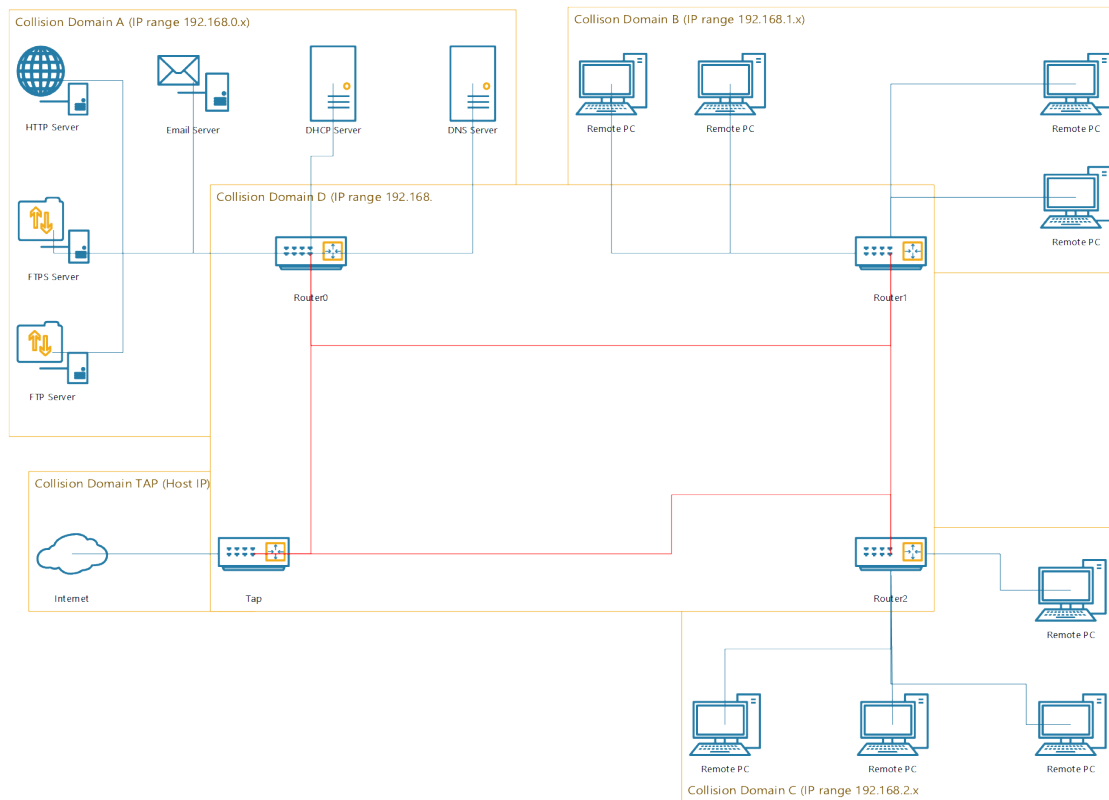 Collision Domain A (IP range 192.168.0.x)
Collison Domain B (IP range 192.168.1.x)
HTTP Server
Email Server
DHCP Server
DNS Server
Remote PC
Remote PC
Remote PC
Collision Domain D (IP range 192.168.
Remote PC
FTPS Server
Router0
Router1
FTP Server
Collision Domain TAP (Host IP)
Internet
Tap
Router2
Remote PC
Remote PC
Remote PC
Remote PC
Collision Domain C (IP range 192.168.2.x